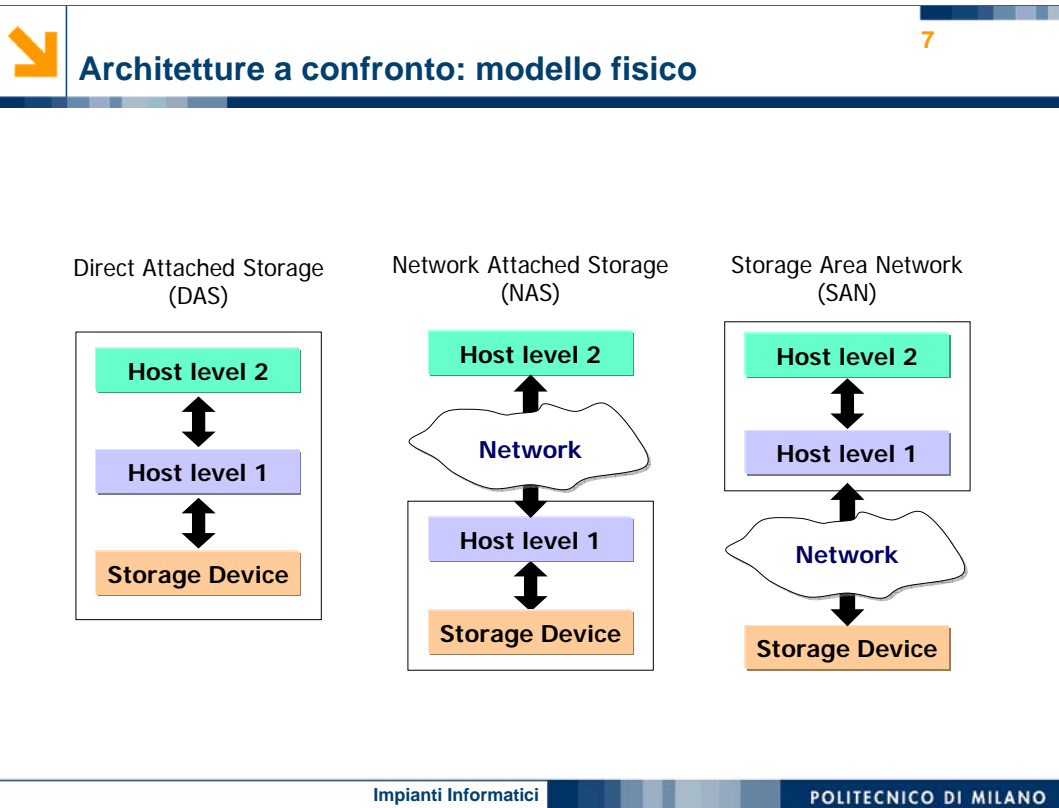 7
Architetture a confronto: modello fisico
Direct Attached Storage
(DAS)
Host level 2
Host level 1
Storage Device
Network Attached Storage
(NAS)
Host level 2
Network
Host level 1
Storage Device
Storage Area Network
(SAN)
Host level 2
Host level 1
Network
Storage Device
Impianti Informatici
POLITECNICO DI MILANO